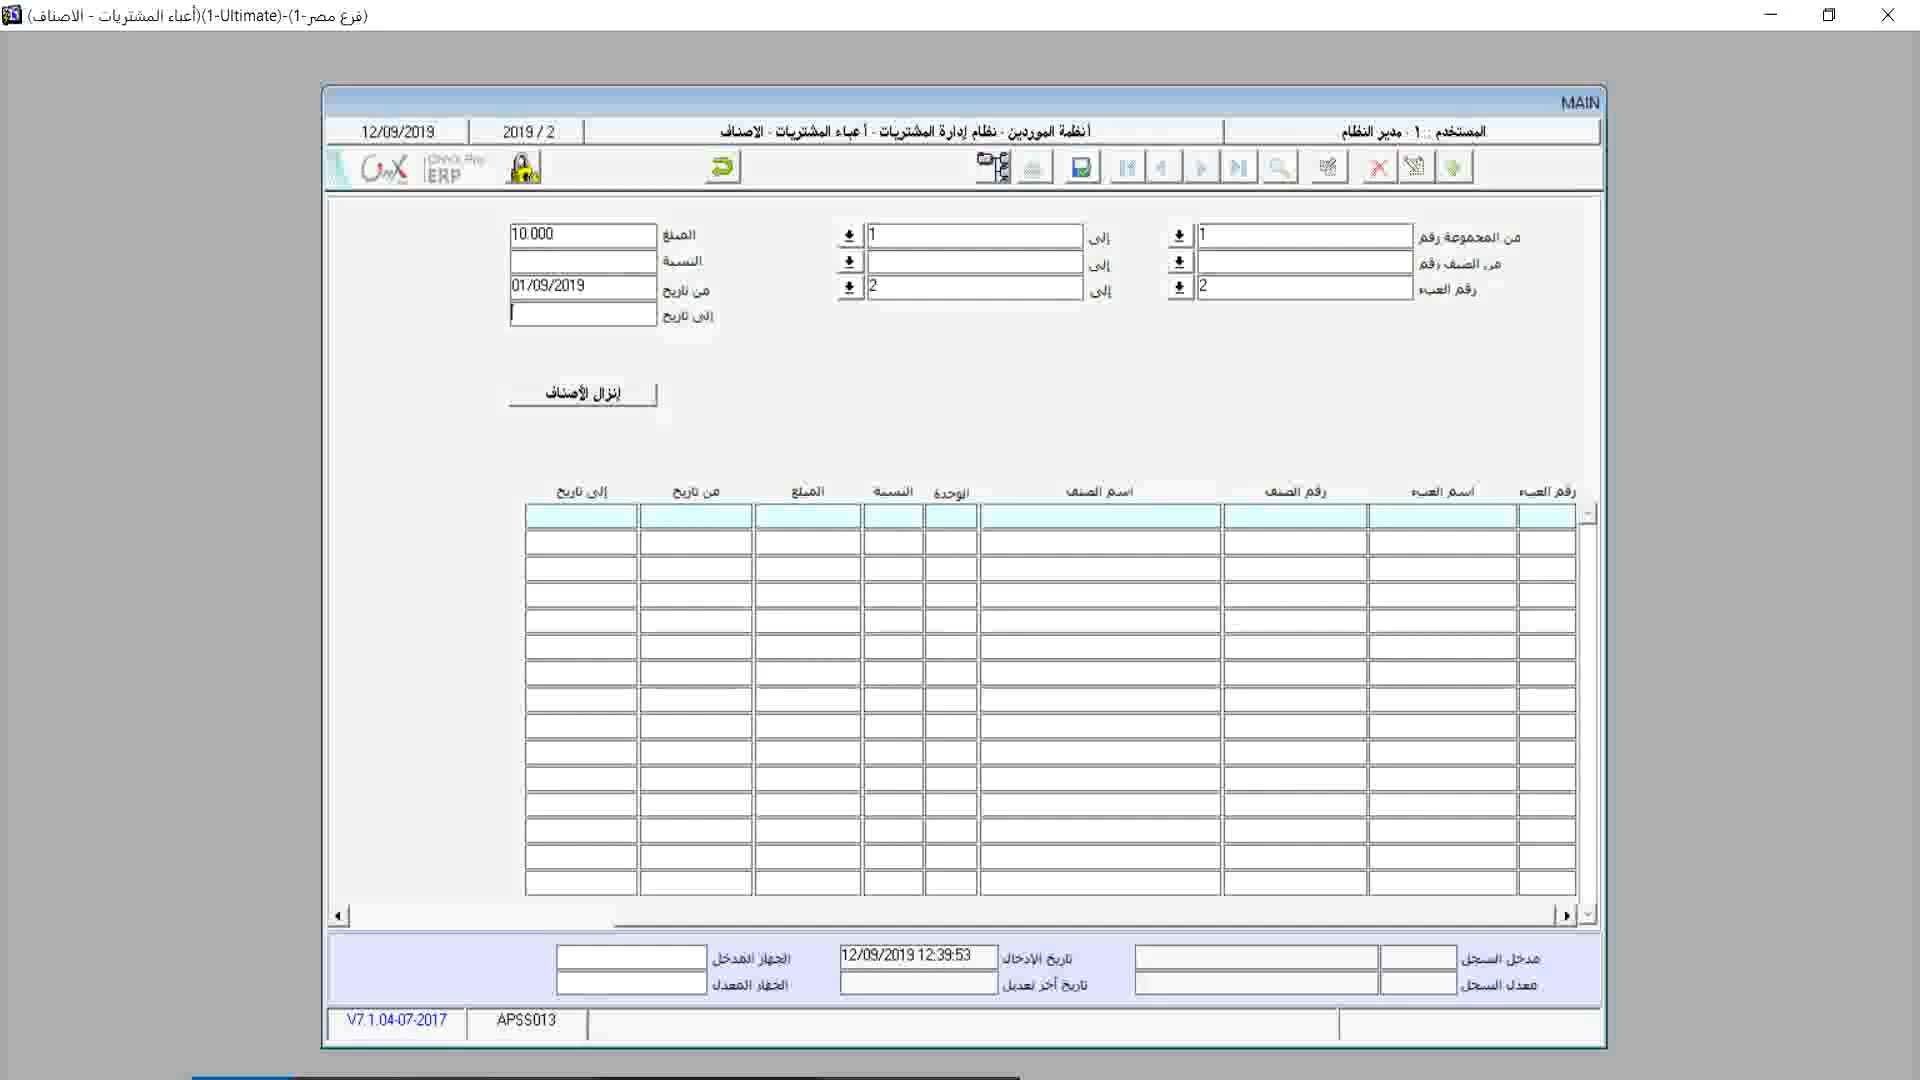 (فرع مصر-1)-(1-Ultimate)(أعباء المشتريات - الاصناف)
MAIN
المستخدم :: ١ - مدير النظام
أنظمة الموردين - نظام إدارة المشتريات - أعباء المشتريات - الاصناف
2019 / 2
12/09/2019
Onyx Pro
ERP
من المجموعة رقم 1 إلى 1 المبلغ 10.000
من الصنف رقم إلى النسبة
رقم العبء 2 إلى 2 من تاريخ 01/09/2019
إلى تاريخ
إنزال الأصناف
رقم العبء اسم العبء رقم الصنف اسم الصنف الوحدة النسبة المبلغ من تاريخ إلى تاريخ
مدخل السجل تاريخ الإدخال 12/09/2019 12:39:53 الجهاز المدخل
معدل السجل تاريخ أخر تعديل الجهاز المعدل
V7.1.04-07-2017 APSS013